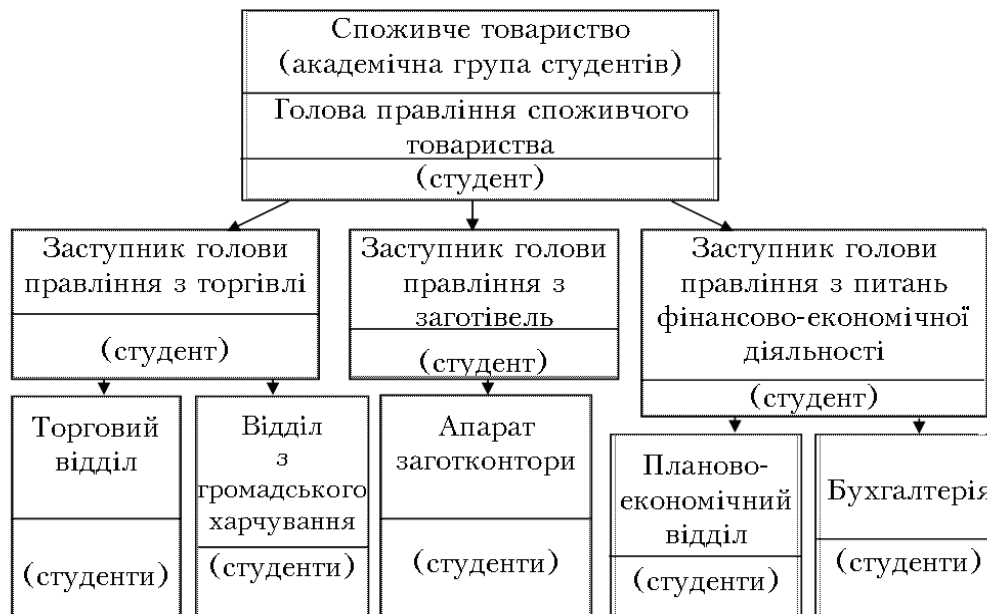 Споживче товариство
(академічна група студентів)
Голова правління споживчого
товариства
(студент)
Заступник голови
правління з торгівлі
(студент)
Заступник голови
правління з
заготівель
(студент)
Заступник голови
правління з питань
фінансово-економічної
діяльності
(студент)
Торговий
відділ
(студенти)
Відділ
з
громадського
харчування
(студенти)
Апарат
заготконтори
(студенти)
Планово-
економічний
відділ
(студенти)
Бухгалтерія
(студенти)